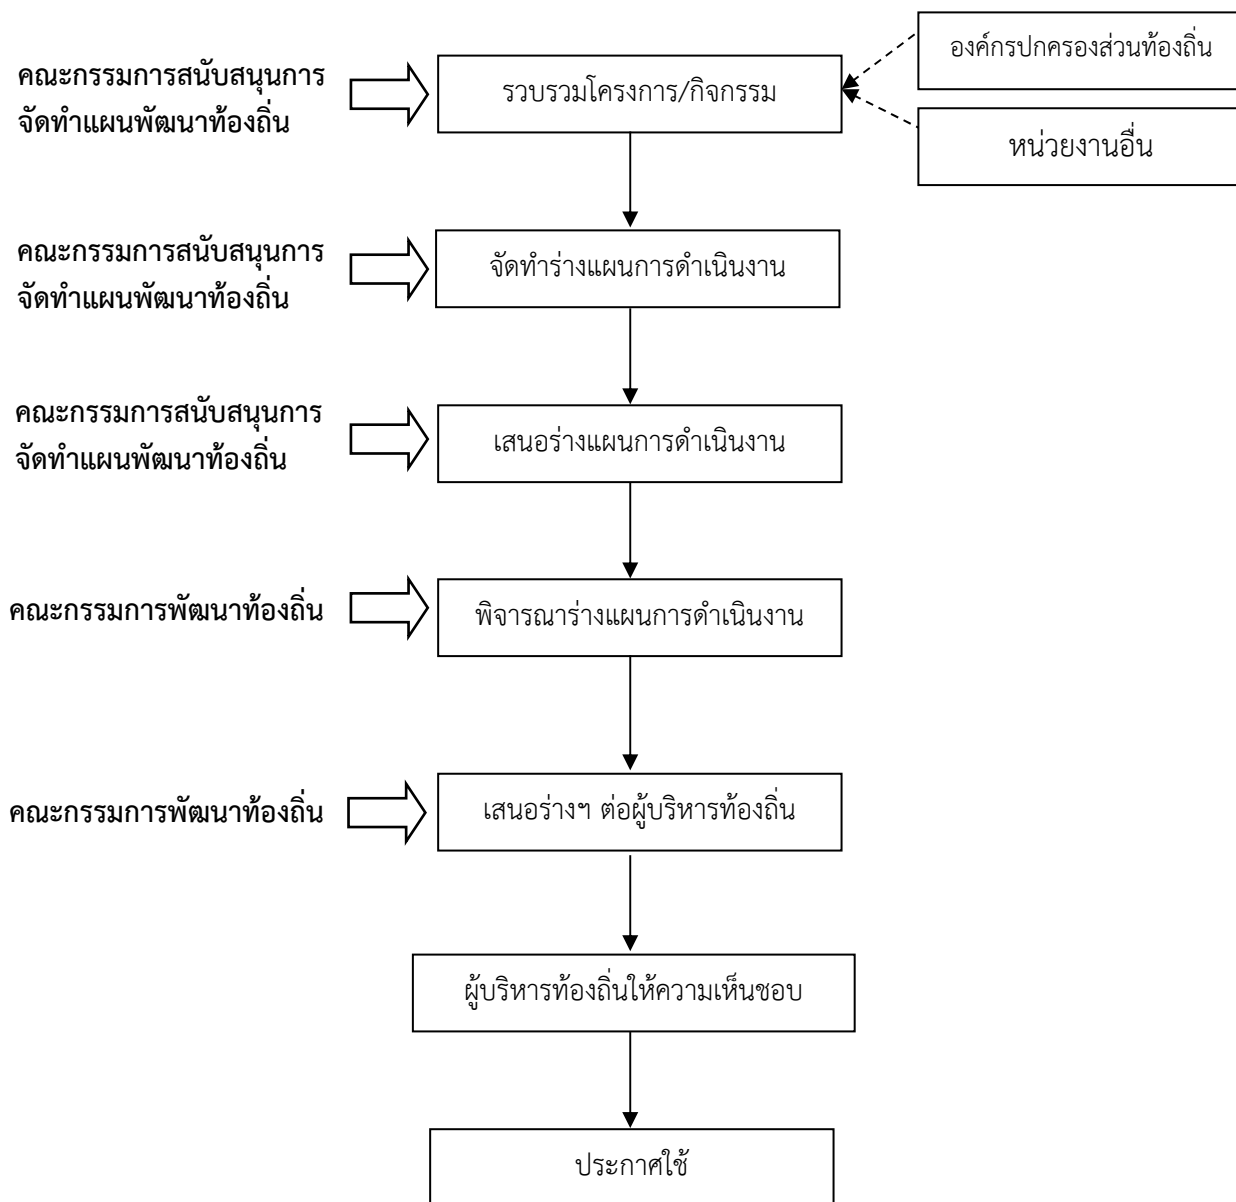 องค์กรปกครองส่วนท้องถิ่น
คณะกรรมการสนับสนุนการ
จัดทำแผนพัฒนาท้องถิ่น
รวบรวมโครงการ/กิจกรรม
หน่วยงานอื่น
คณะกรรมการสนับสนุนการ
จัดทำแผนพัฒนาท้องถิ่น
จัดทำร่างแผนการดำเนินงาน
คณะกรรมการสนับสนุนการ
จัดทำแผนพัฒนาท้องถิ่น
เสนอร่างแผนการดำเนินงาน
คณะกรรมการพัฒนาท้องถิ่น
พิจารณาร่างแผนการดำเนินงาน
คณะกรรมการพัฒนาท้องถิ่น
เสนอร่างฯ ต่อผู้บริหารท้องถิ่น
ผู้บริหารท้องถิ่นให้ความเห็นชอบ
ประกาศใช้